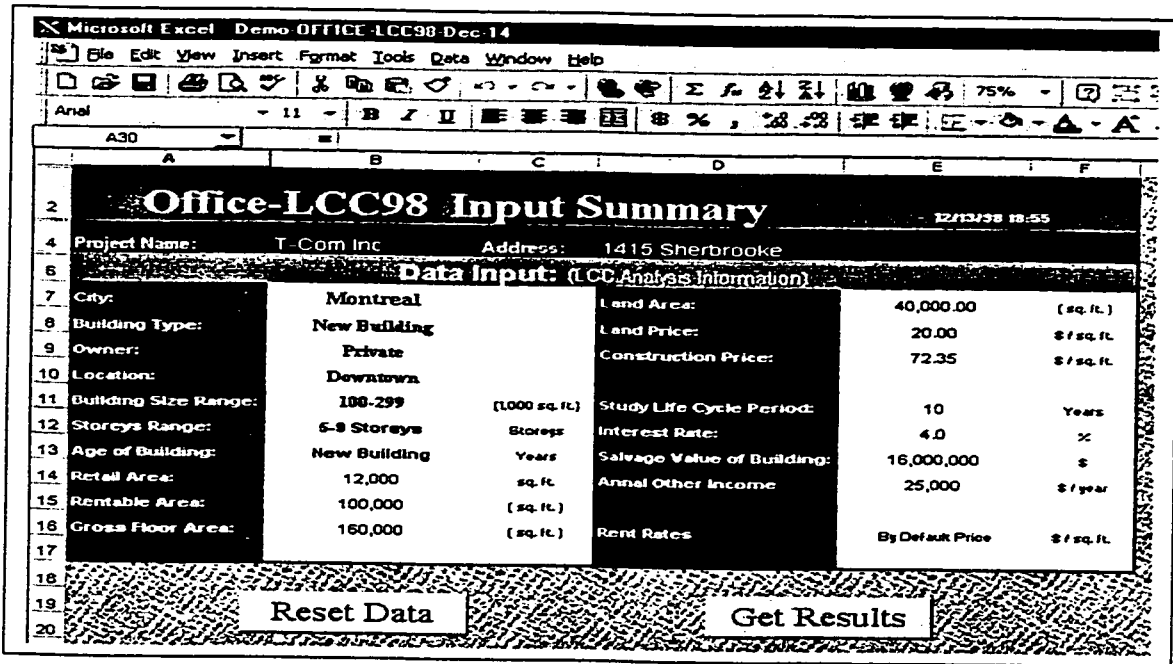 Microsoft Excel Demo-OFFICE-LCC98-Dec-14
File Edit View Insert Format Tools Data Window Help
75%
Arial 11 B I U
A30 =
A B C D E F
2 Office-LCC98 Input Summary 12/13/98 18:55
4 Project Name: T-Com Inc Address: 1415 Sherbrooke
6 Data Input: (LCC Analysis Information)
7 City: Montreal Land Area: 40,000.00 (sq.ft.)
8 Building Type: New Building Land Price: 20.00 $/sq.ft.
9 Owner: Private Construction Price: 72.35 $/sq.ft.
10 Location: Downtown
11 Building Size Range: 100-299 (1,000 sq.ft.) Study Life Cycle Period: 10 Years
12 Storeys Range: 5-9 Storeys Storeys Interest Rate: 4.0 %
13 Age of Building: New Building Years Salvage Value of Building: 16,000,000 $
14 Retail Area: 12,000 sq.ft. Annal Other Income 25,000 $/year
15 Rentable Area: 100,000 (sq.ft.)
16 Gross Floor Area: 160,000 (sq.ft.) Rent Rates By Default Price $/sq.ft.
17
18
19 Reset Data Get Results
20